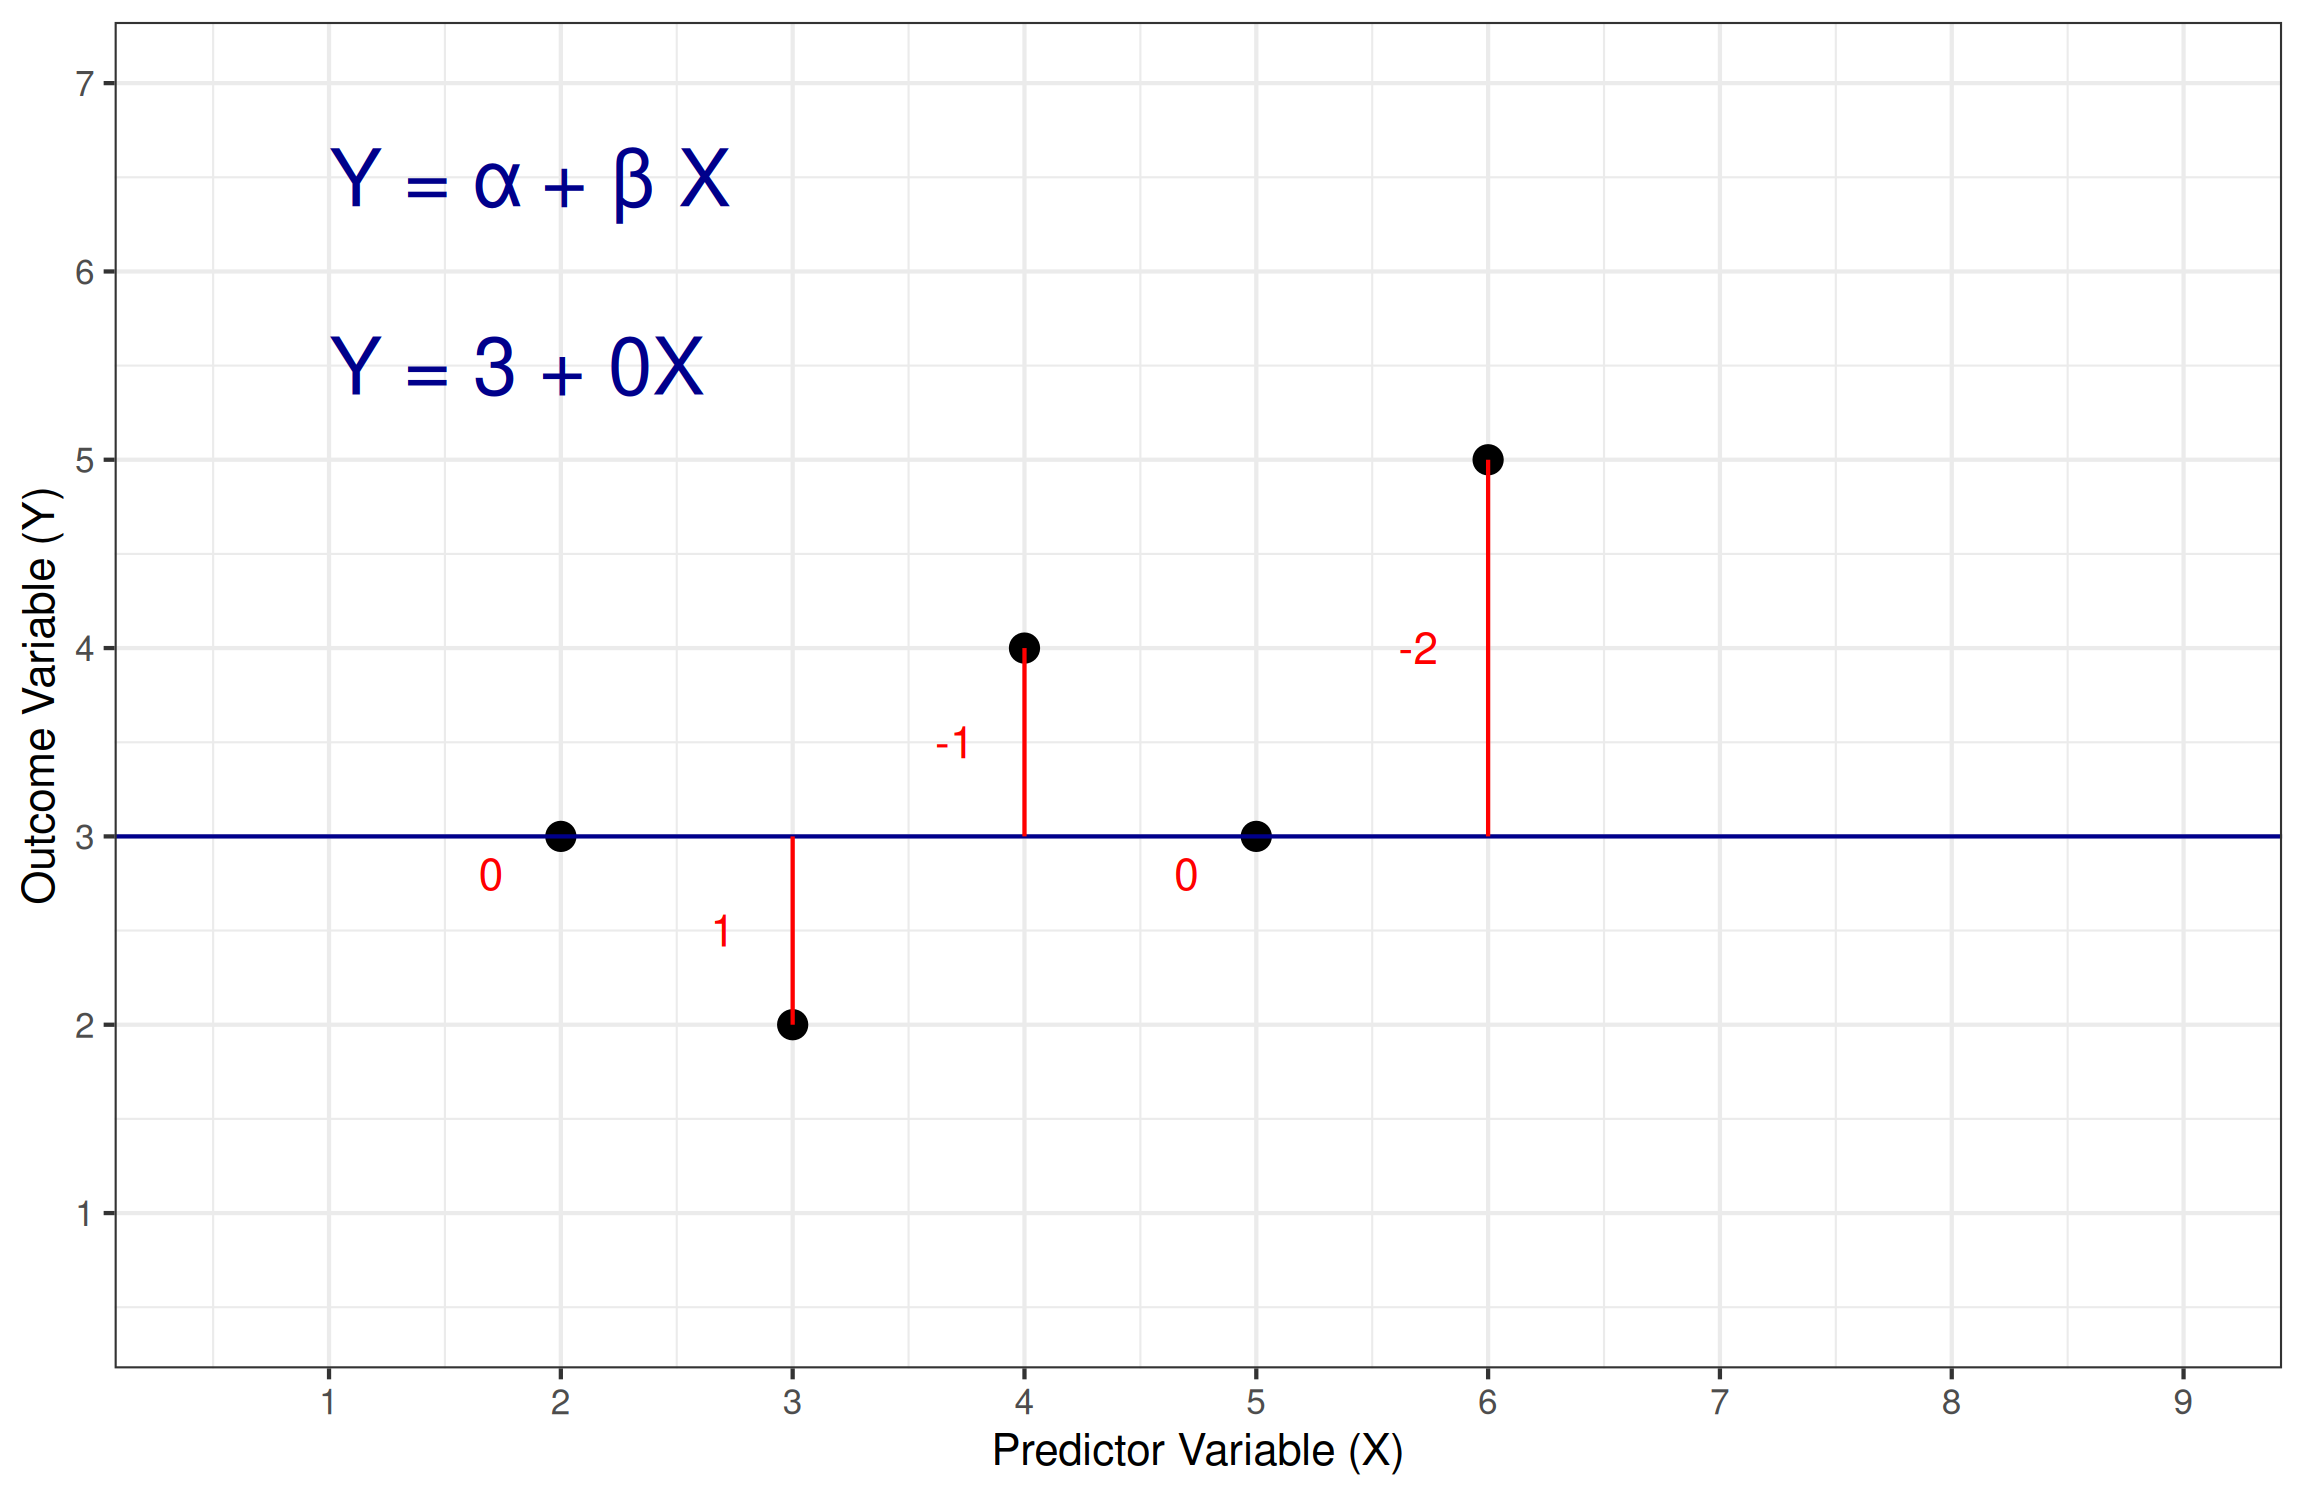 Y = α + β X
Y = 3 + 0X
7
6
5
4
3
2
1
Outcome Variable (Y)
0
1
-1
0
-2
1 2 3 4 5 6 7 8 9
Predictor Variable (X)